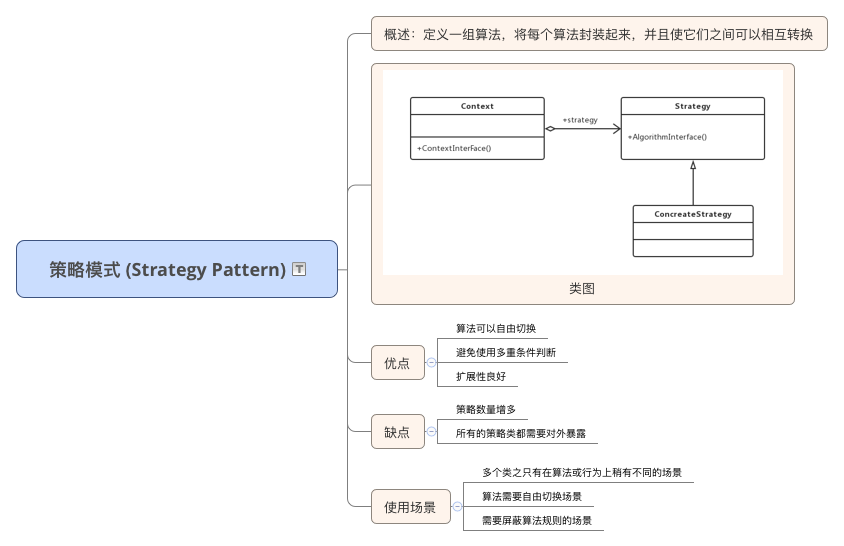 概述：定义一组算法，将每个算法封装起来，并且使它们之间可以相互转换
Context
+ContextInterFace()
+strategy
Strategy
+AlgorithmInterface()
ConcreateStrategy
类图
策略模式 (Strategy Pattern)
优点
算法可以自由切换
避免使用多重条件判断
扩展性良好
缺点
策略数量增多
所有的策略类都需要对外暴露
使用场景
多个类之只有在算法或行为上稍有不同的场景
算法需要自由切换场景
需要屏蔽算法规则的场景